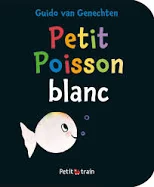 Guido van Genechten
Petit
Poisson
blanc
Petit train